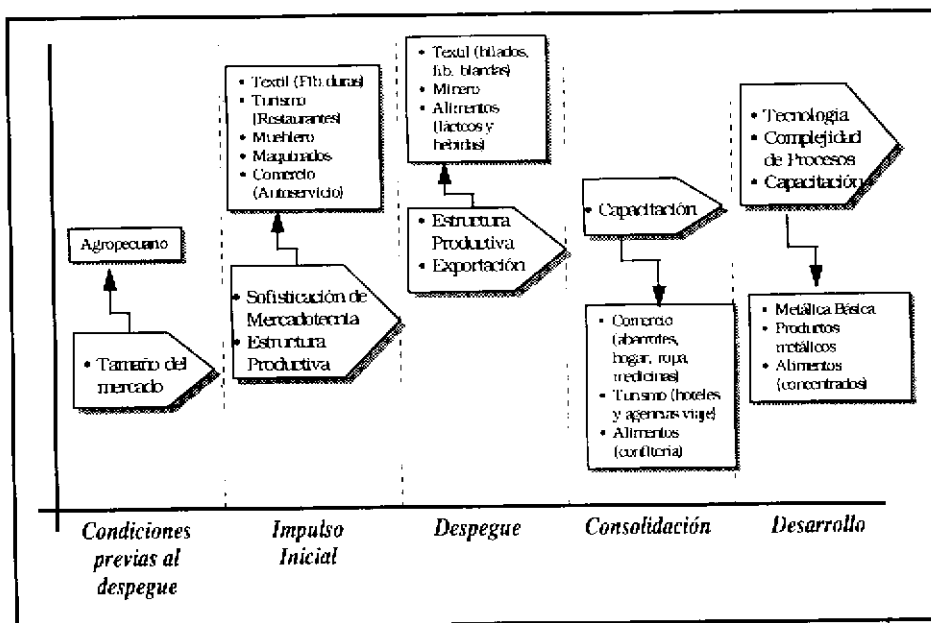 Agropecuario
• Tamaño del
mercado
• Textil (Fib. duras)
• Turismo
(Restaurantes)
• Mueblero
• Maquinados
• Comercio
(Autoservicio)
• Sofisticación de
Mercadotecnia
• Estructura
Productiva
• Textil (hilados,
fib. blandas)
• Minero
• Alimentos
(lácteos y
bebidas)
• Estructura
Productiva
• Exportación
• Capacitación
• Comercio
(abarrotes,
hogar, ropa,
medicinas)
• Turismo (hoteles
y agencias viaje)
• Alimentos
(confitería)
• Tecnología
• Complejidad
de Procesos
• Capacitación
• Metálica Básica
• Productos
metálicos
• Alimentos
(concentrados)
Condiciones
previas al
despegue
Impulso
Inicial
Despegue
Consolidación
Desarrollo